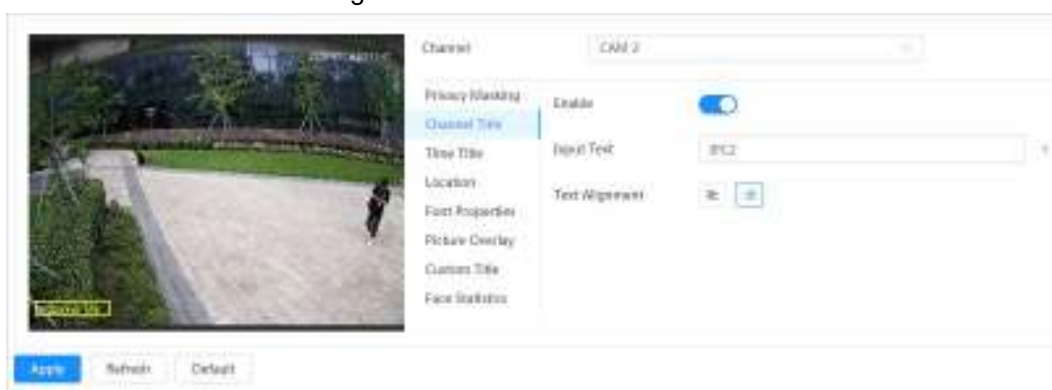 Channel
CAM 2
Privacy Masking
Channel Title
Time Title
Location
Font Properties
Picture Overlay
Custom Title
Face Statistics
Enable
Input Text
IPC2
Text Alignment
Apply
Refresh
Default